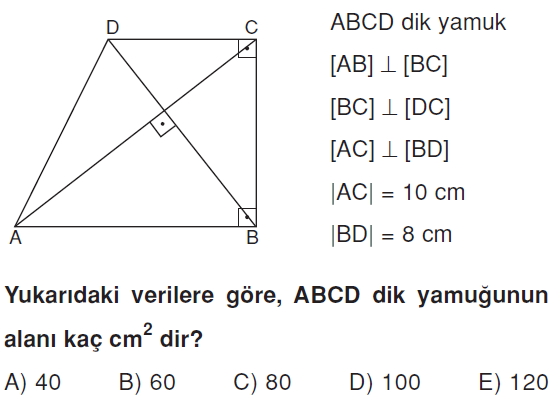 D
C
A
B
ABCD dik yamuk
[AB] ⊥ [BC]
[BC] ⊥ [DC]
[AC] ⊥ [BD]
|AC| = 10 cm
|BD| = 8 cm
Yukarıdaki verilere göre, ABCD dik yamuğunun
alanı kaç cm² dir?
A) 40 B) 60 C) 80 D) 100 E) 120